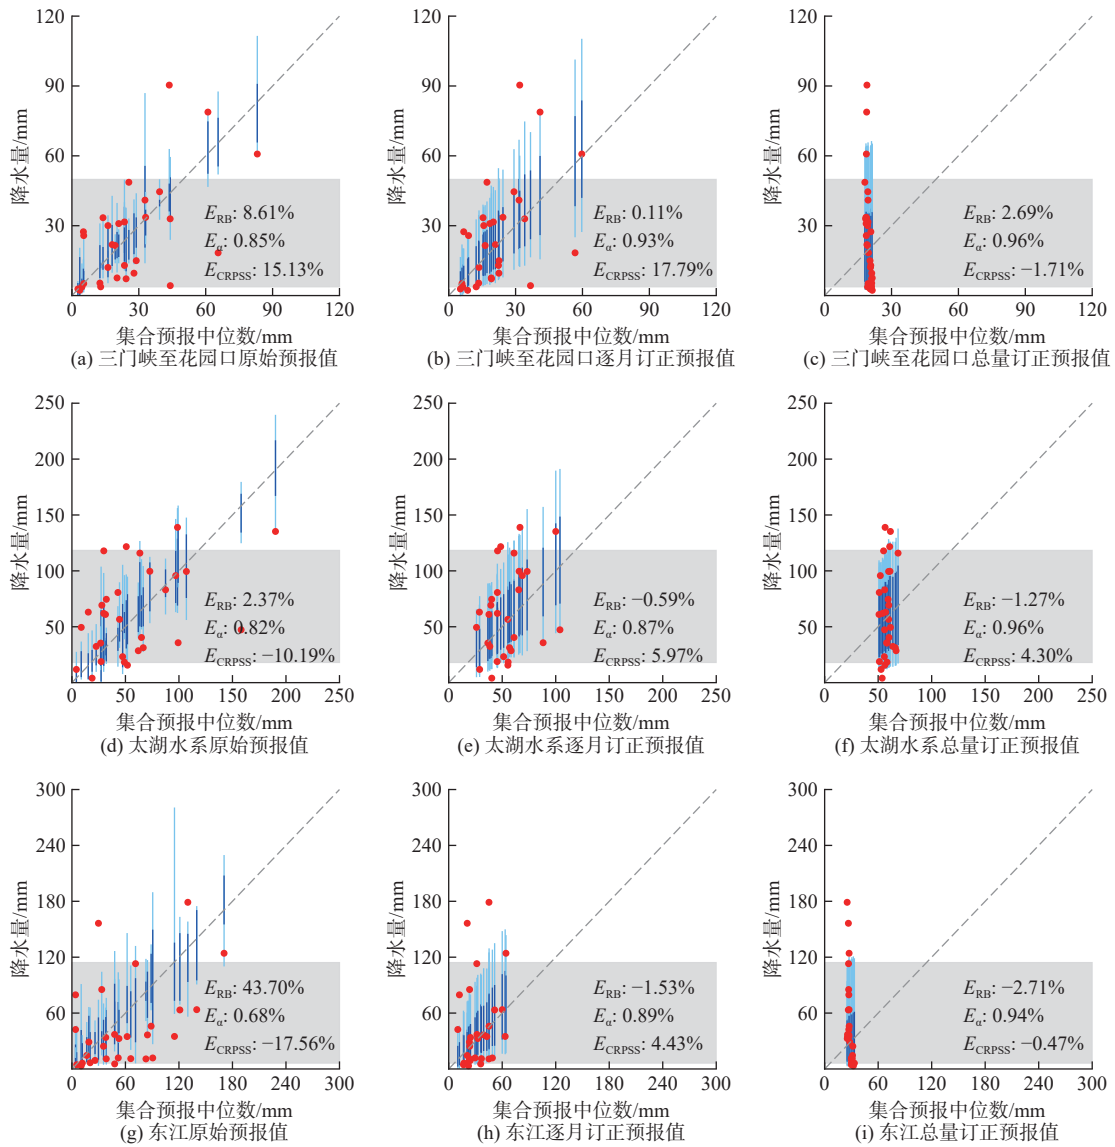 120
90
60
30
降水量/mm
E_RB: 8.61%
E_α: 0.85%
E_CRPSS: 15.13%
0 30 60 90 120
集合预报中位数/mm
(a) 三门峡至花园口原始预报值
120
90
60
30
降水量/mm
E_RB: 0.11%
E_α: 0.93%
E_CRPSS: 17.79%
0 30 60 90 120
集合预报中位数/mm
(b) 三门峡至花园口逐月订正预报值
120
90
60
30
降水量/mm
E_RB: 2.69%
E_α: 0.96%
E_CRPSS: −1.71%
0 30 60 90 120
集合预报中位数/mm
(c) 三门峡至花园口总量订正预报值
250
200
150
100
50
降水量/mm
E_RB: 2.37%
E_α: 0.82%
E_CRPSS: −10.19%
0 50 100 150 200 250
集合预报中位数/mm
(d) 太湖水系原始预报值
250
200
150
100
50
降水量/mm
E_RB: −0.59%
E_α: 0.87%
E_CRPSS: 5.97%
0 50 100 150 200 250
集合预报中位数/mm
(e) 太湖水系逐月订正预报值
250
200
150
100
50
降水量/mm
E_RB: −1.27%
E_α: 0.96%
E_CRPSS: 4.30%
0 50 100 150 200 250
集合预报中位数/mm
(f) 太湖水系总量订正预报值
300
240
180
120
60
降水量/mm
E_RB: 43.70%
E_α: 0.68%
E_CRPSS: −17.56%
0 60 120 180 240 300
集合预报中位数/mm
(g) 东江原始预报值
300
240
180
120
60
降水量/mm
E_RB: −1.53%
E_α: 0.89%
E_CRPSS: 4.43%
0 60 120 180 240 300
集合预报中位数/mm
(h) 东江逐月订正预报值
300
240
180
120
60
降水量/mm
E_RB: −2.71%
E_α: 0.94%
E_CRPSS: −0.47%
0 60 120 180 240 300
集合预报中位数/mm
(i) 东江总量订正预报值